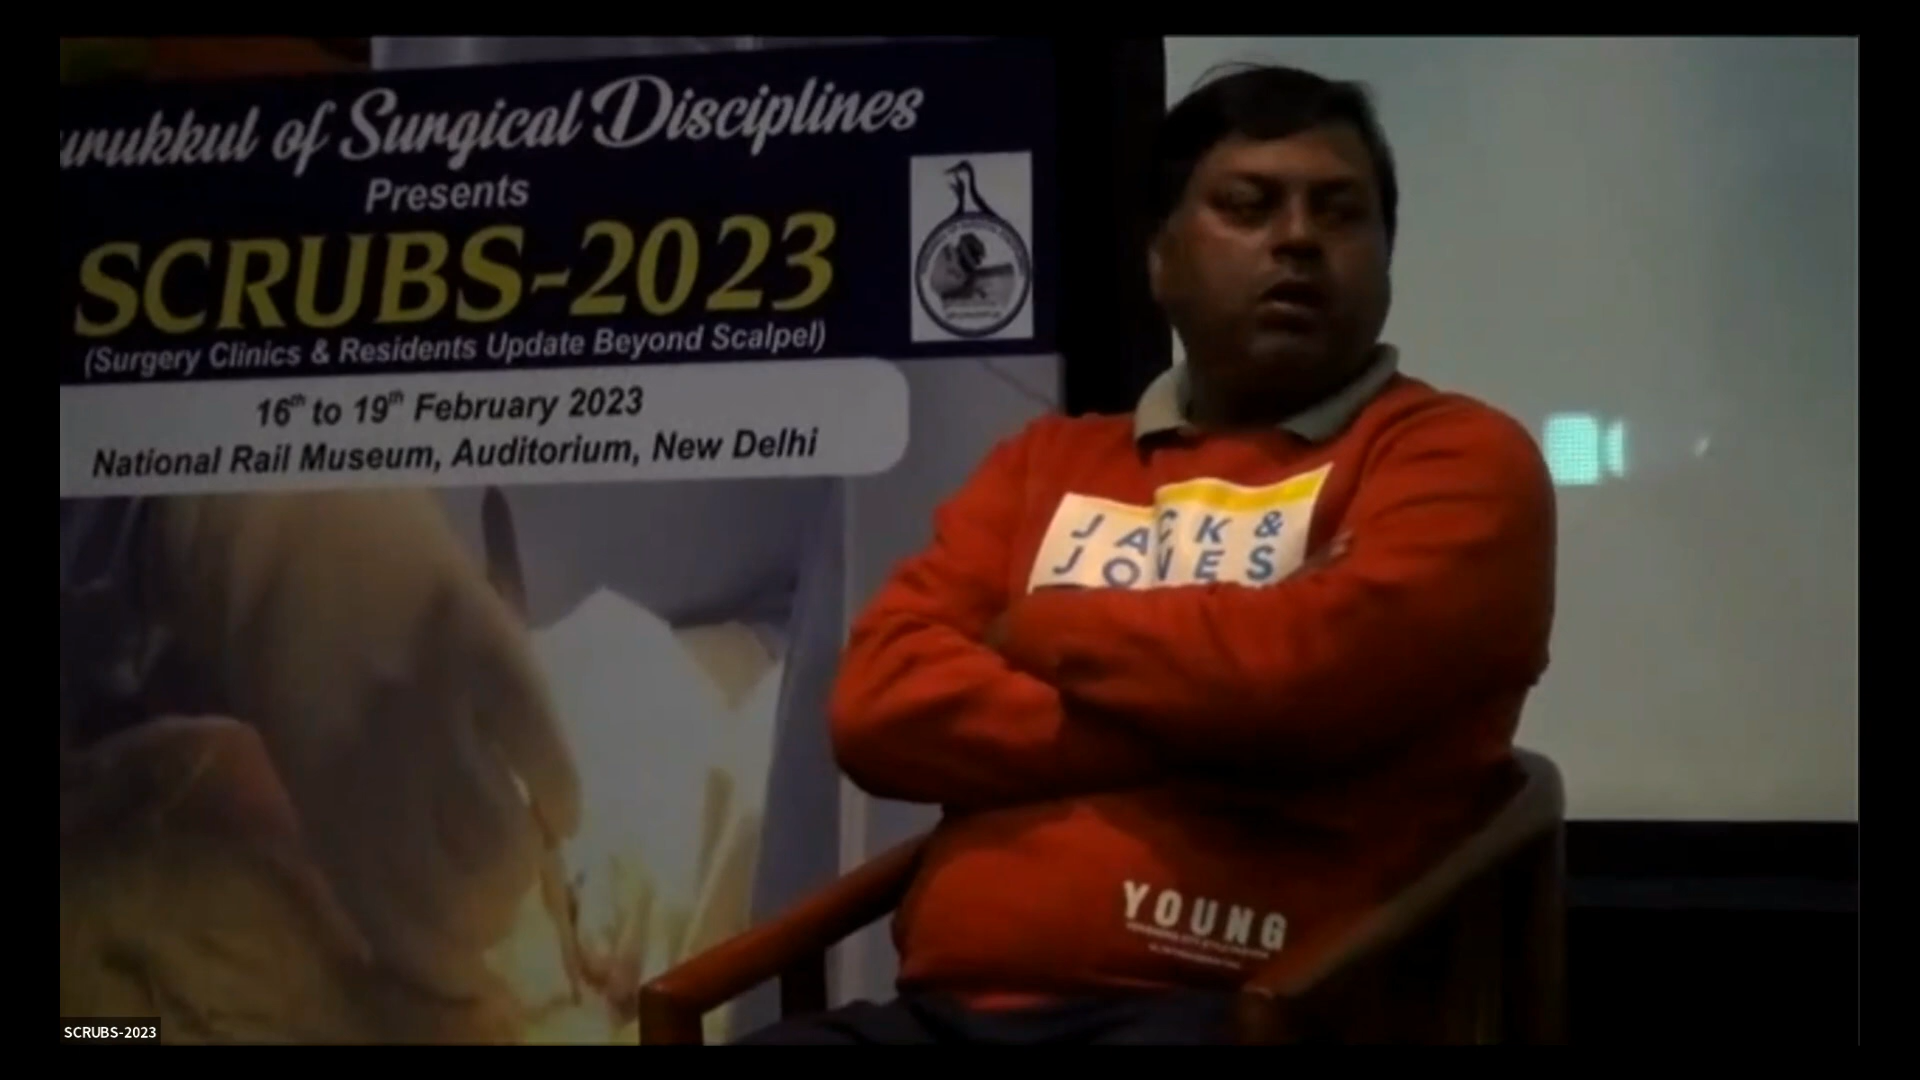 of Surgical Disciplines
Presents
SCRUBS-2023
(Surgery Clinics & Residents Update Beyond Scalpel)
16th to 19th February 2023
National Rail Museum, Auditorium, New Delhi
JACK &
JONES
YOUNG
SCRUBS-2023